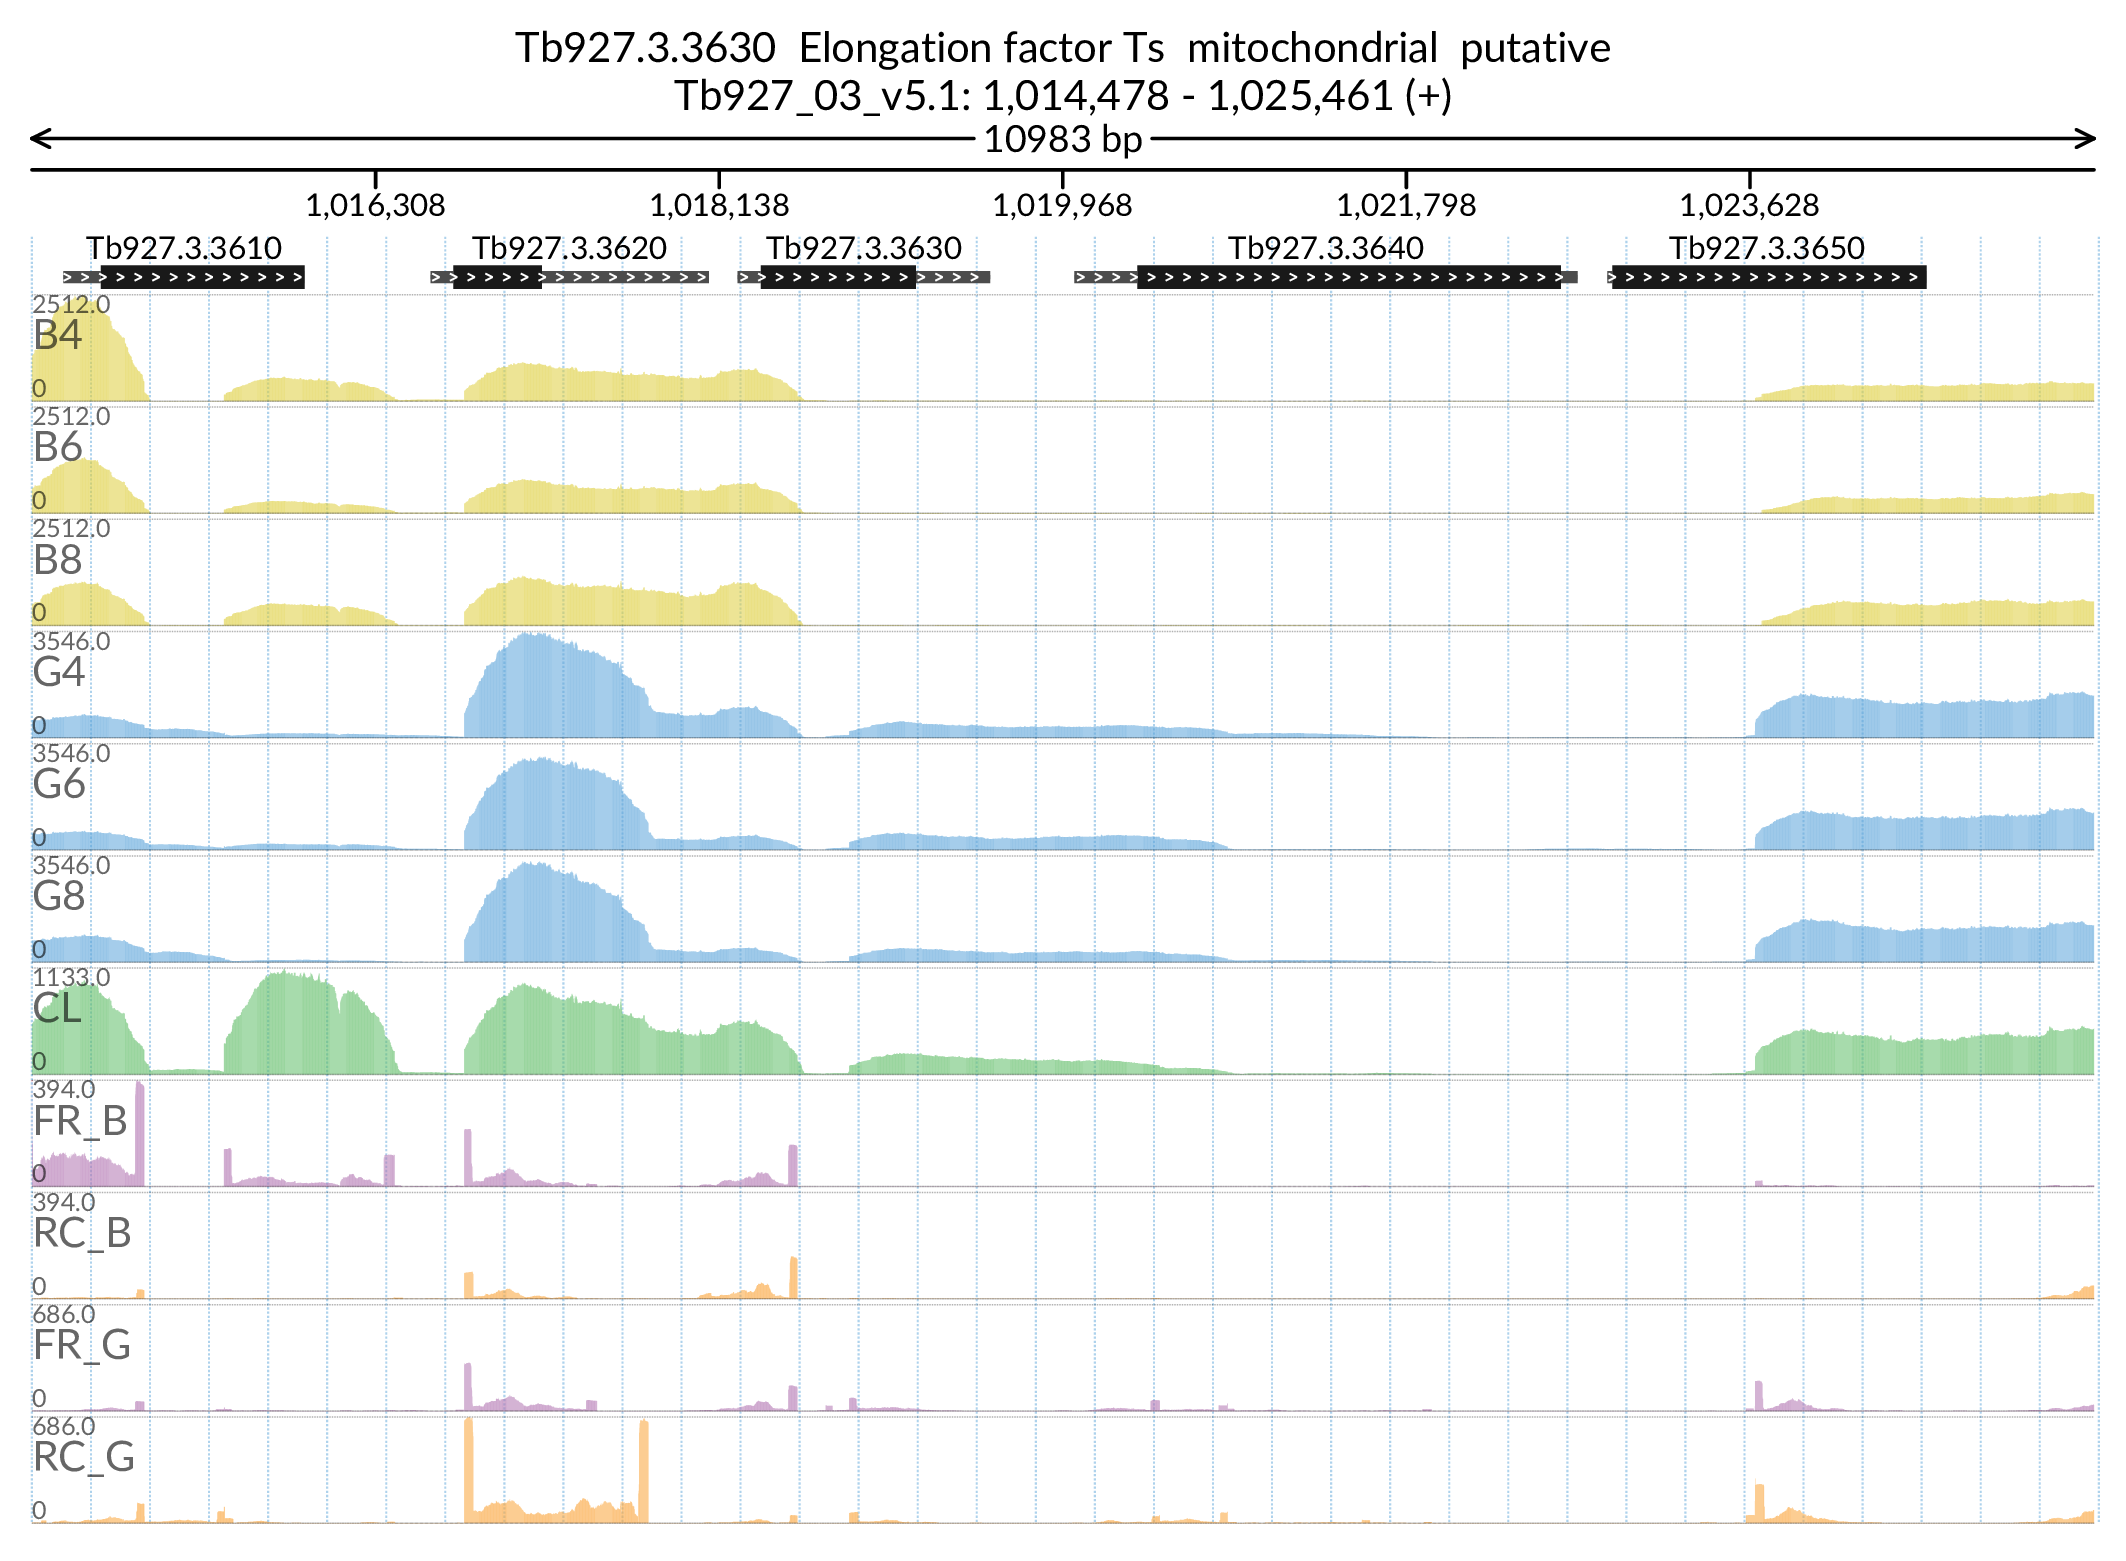 Tb927.3.3630 Elongation factor Ts mitochondrial putative
Tb927_03_v5.1: 1,014,478 - 1,025,461 (+)
10983 bp
1,016,308 1,018,138 1,019,968 1,021,798 1,023,628
Tb927.3.3610 Tb927.3.3620 Tb927.3.3630 Tb927.3.3640 Tb927.3.3650
2512.0
B4
0
2512.0
B6
0
2512.0
B8
0
3546.0
G4
0
3546.0
G6
0
3546.0
G8
0
1133.0
CL
0
394.0
FR_B
0
394.0
RC_B
0
686.0
FR_G
0
686.0
RC_G
0